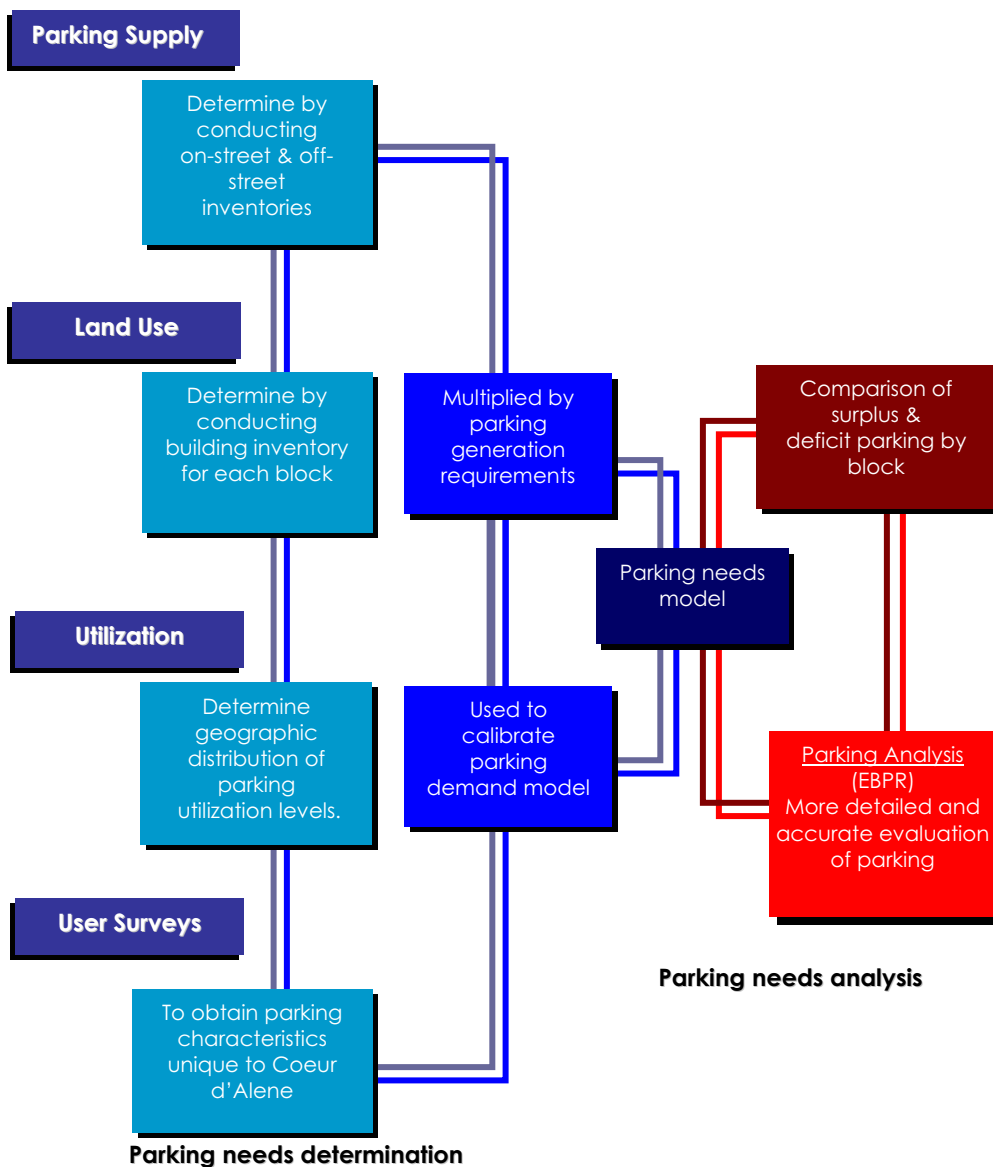 Parking Supply
Determine by
conducting
on-street & off-
street
inventories
Land Use
Determine by
conducting
building inventory
for each block
Multiplied by
parking
generation
requirements
Comparison of
surplus &
deficit parking by
block
Parking needs
model
Utilization
Determine
geographic
distribution of
parking
utilization levels.
Used to
calibrate
parking
demand model
Parking Analysis
(EBPR)
More detailed and
accurate evaluation
of parking
User Surveys
To obtain parking
characteristics
unique to Coeur
d’Alene
Parking needs analysis
Parking needs determination